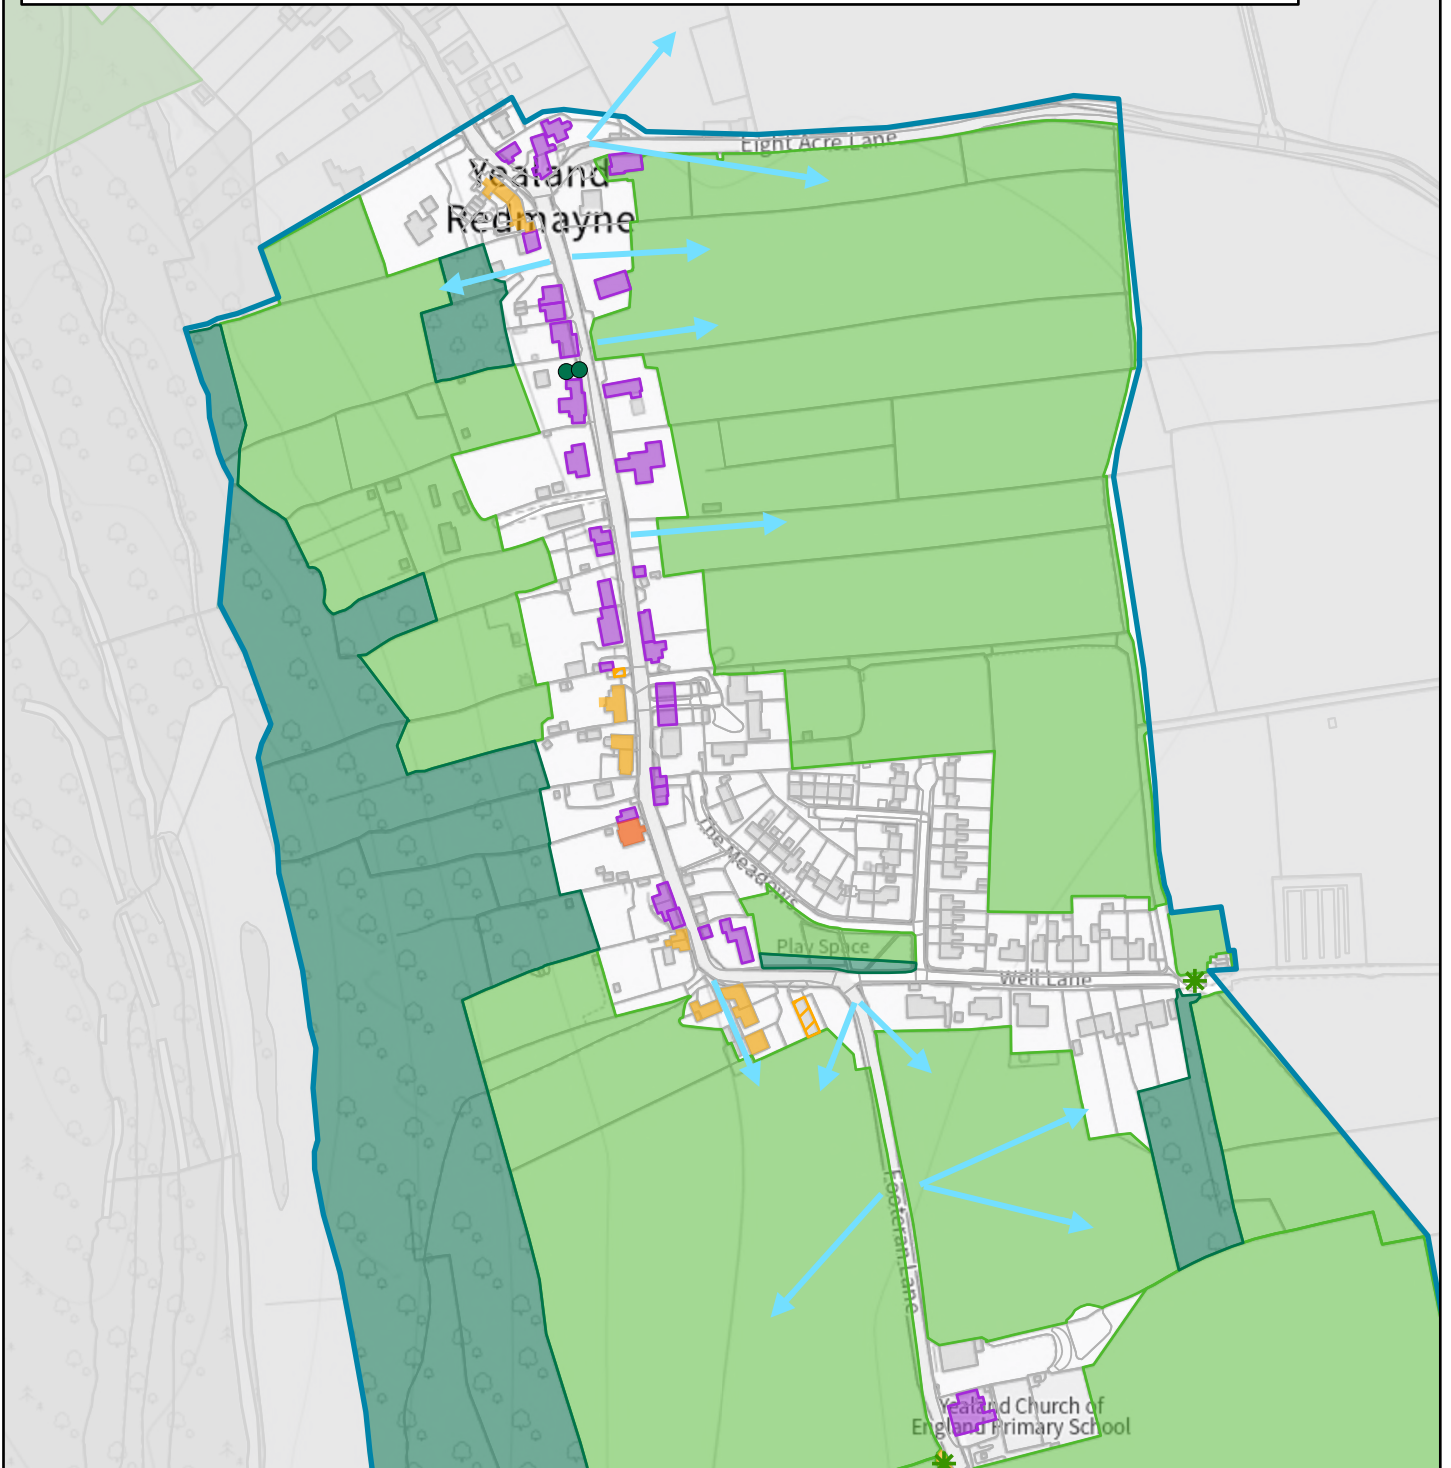 Eight Acre Lane
Yealand
Redmayne
The Meadows
Play Space
Well Lane
Footeran Lane
Yealand Church of
England Primary School